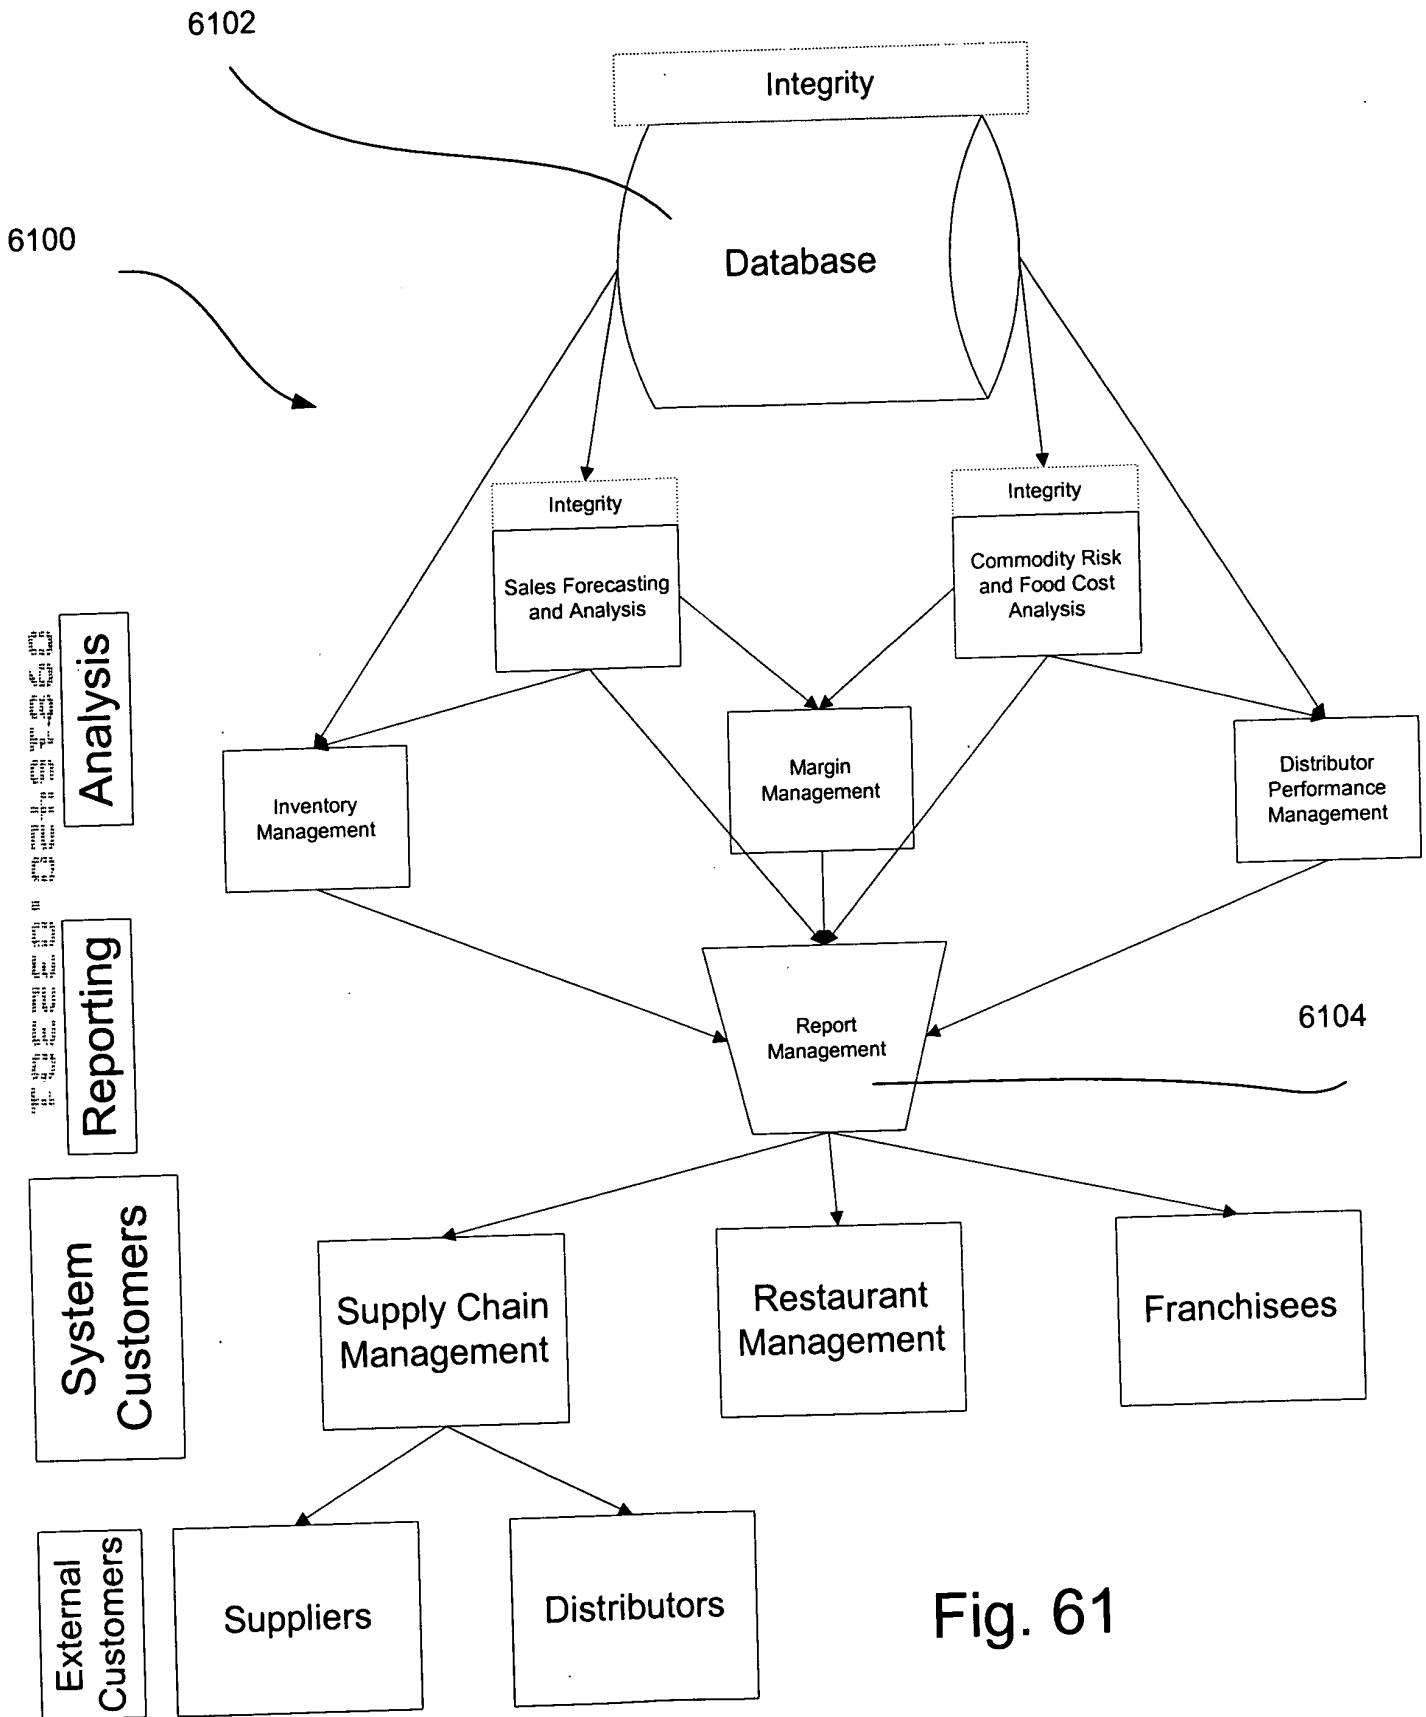 6102
Integrity
6100
Database
Integrity
Sales Forecasting
and Analysis
Integrity
Commodity Risk
and Food Cost
Analysis
Analysis
Inventory
Management
Margin
Management
Distributor
Performance
Management
Reporting
Report
Management
6104
System
Customers
Supply Chain
Management
Restaurant
Management
Franchisees
External
Customers
Suppliers
Distributors
Fig. 61